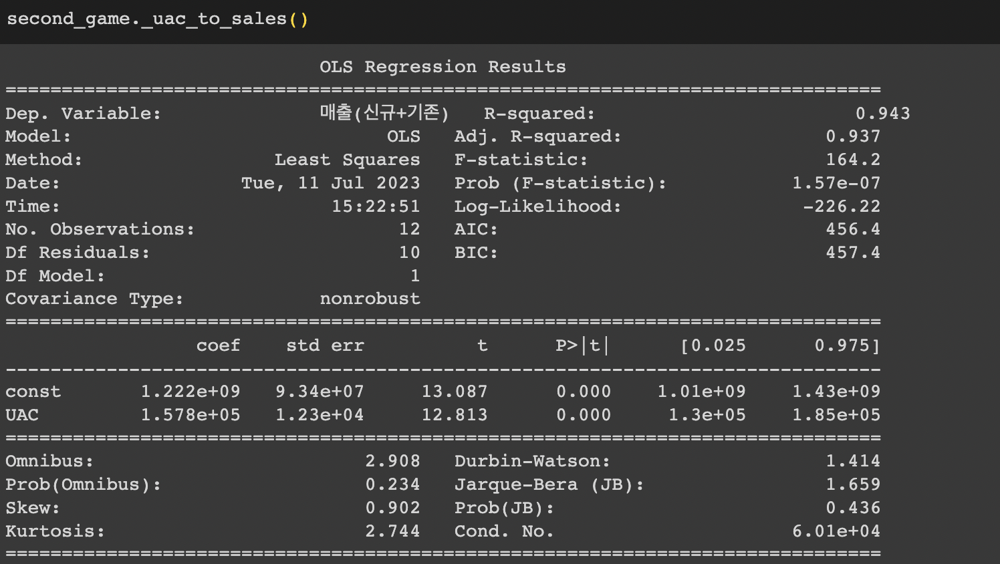 second_game._uac_to_sales()
OLS Regression Results
==============================================================================
Dep. Variable: 매출(신규+기존) R-squared: 0.943
Model: OLS Adj. R-squared: 0.937
Method: Least Squares F-statistic: 164.2
Date: Tue, 11 Jul 2023 Prob (F-statistic): 1.57e-07
Time: 15:22:51 Log-Likelihood: -226.22
No. Observations: 12 AIC: 456.4
Df Residuals: 10 BIC: 457.4
Df Model: 1
Covariance Type: nonrobust
==============================================================================
coef std err t P>|t| [0.025 0.975]
------------------------------------------------------------------------------
const 1.222e+09 9.34e+07 13.087 0.000 1.01e+09 1.43e+09
UAC 1.578e+05 1.23e+04 12.813 0.000 1.3e+05 1.85e+05
==============================================================================
Omnibus: 2.908 Durbin-Watson: 1.414
Prob(Omnibus): 0.234 Jarque-Bera (JB): 1.659
Skew: 0.902 Prob(JB): 0.436
Kurtosis: 2.744 Cond. No. 6.01e+04
==============================================================================